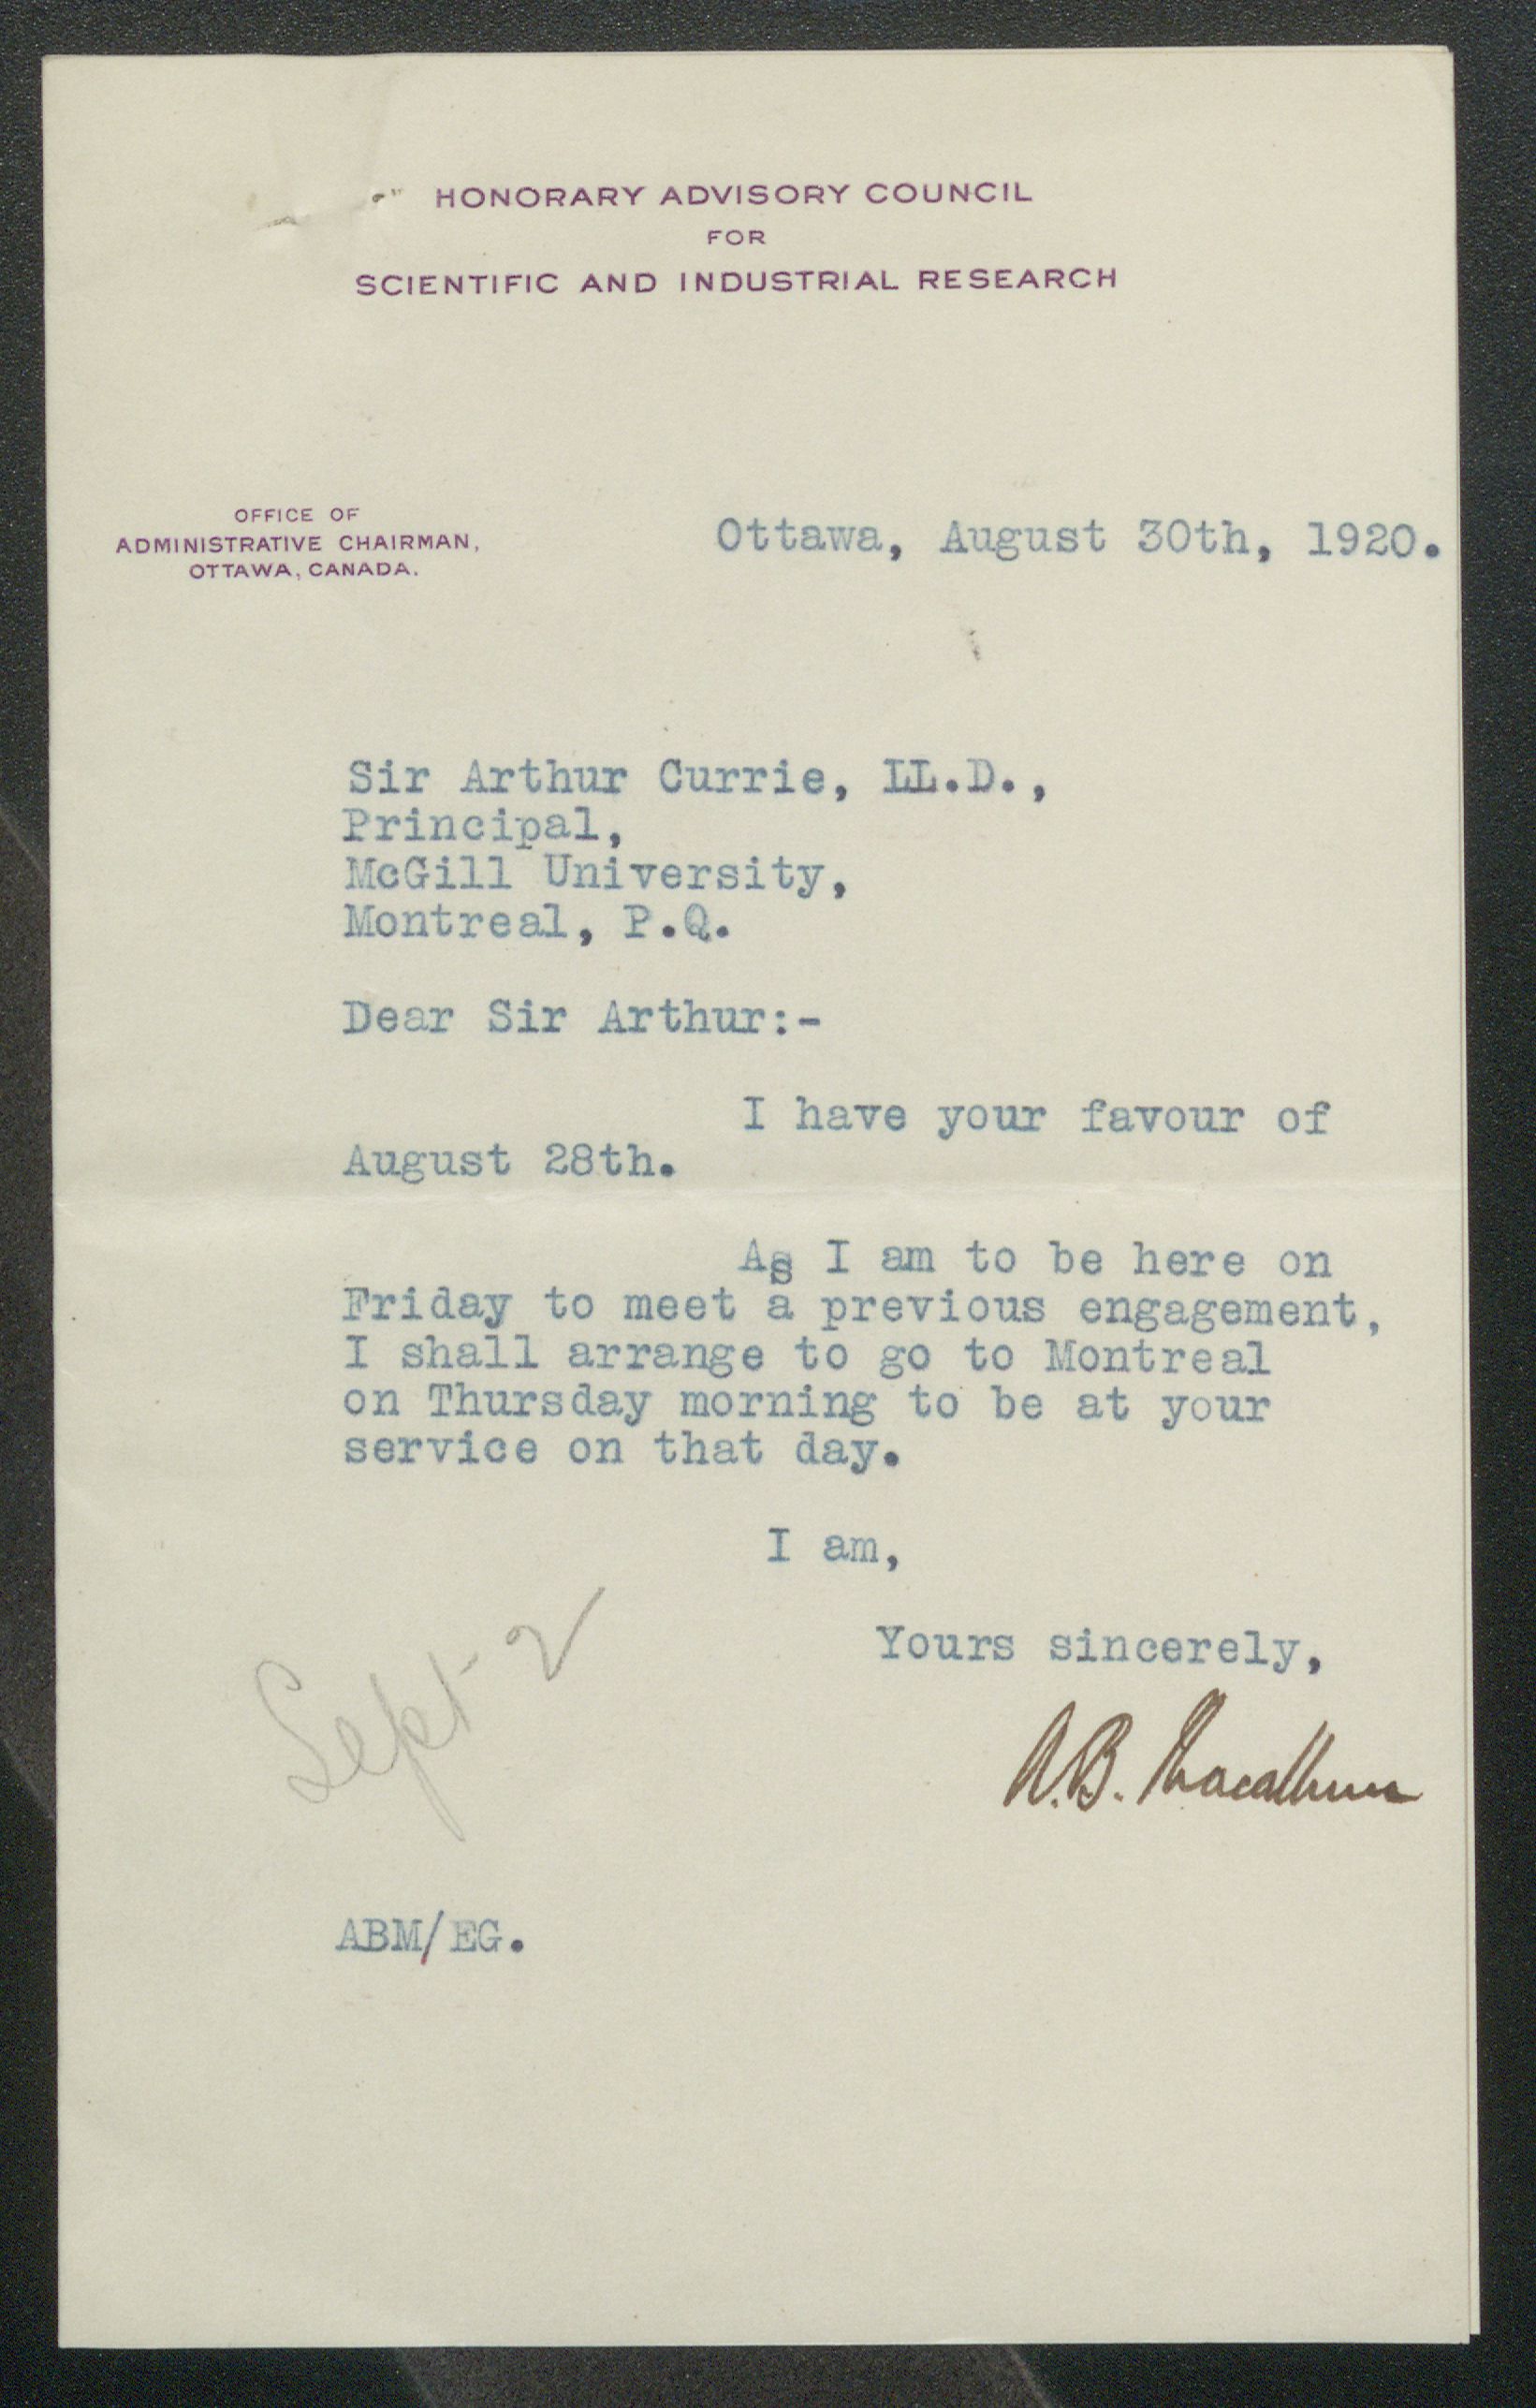 HONORARY ADVISORY COUNCIL
FOR
SCIENTIFIC AND INDUSTRIAL RESEARCH
OFFICE OF
ADMINISTRATIVE CHAIRMAN,
OTTAWA, CANADA.
Ottawa, August 30th, 1920.
Sir Arthur Currie, LL.D.,
Principal,
McGill University,
Montreal, P.Q.
Dear Sir Arthur:-
I have your favour of
August 28th.
As I am to be here on
Friday to meet a previous engagement,
I shall arrange to go to Montreal
on Thursday morning to be at your
service on that day.
I am,
Yours sincerely,
A.B. Macallum
Sept 2
ABM/EG.